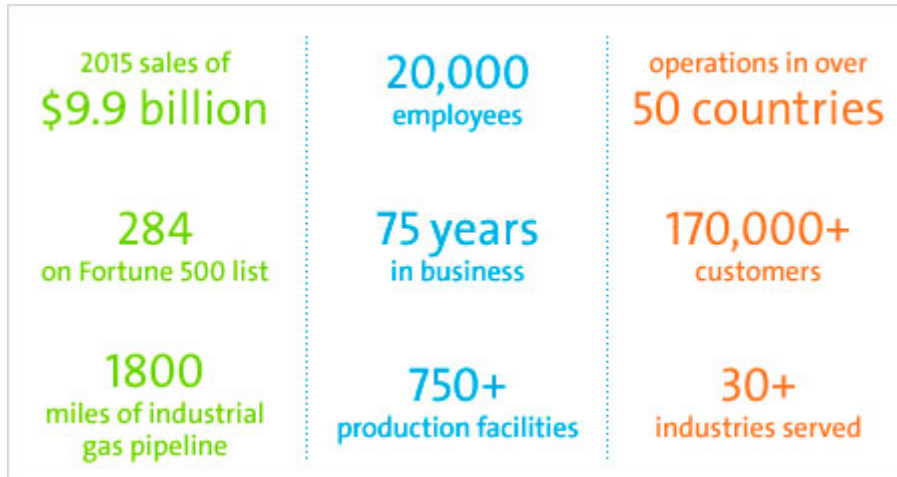 2015 sales of
$9.9 billion
284
on Fortune 500 list
1800
miles of industrial
gas pipeline
20,000
employees
75 years
in business
750+
production facilities
operations in over
50 countries
170,000+
customers
30+
industries served